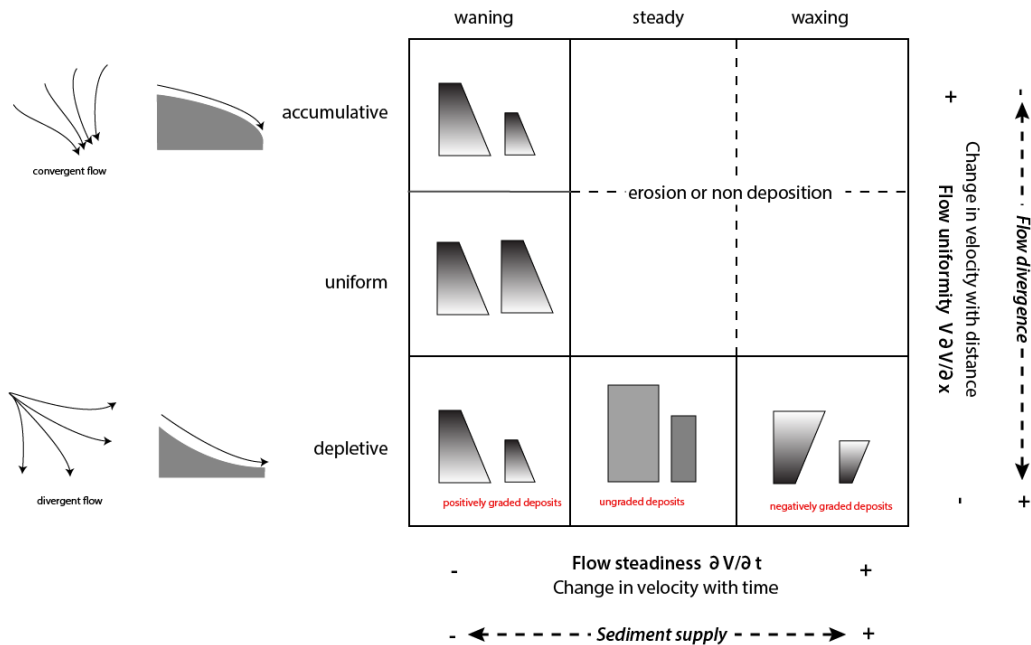 waning
steady
waxing
accumulative
convergent flow
erosion or non deposition
uniform
depletive
divergent flow
positively graded deposits
ungraded deposits
negatively graded deposits
+
Change in velocity with distance
Flow uniformity V ∂ V/∂ x
-
-
Flow divergence
+
Flow steadiness ∂ V/∂ t
-
+
Change in velocity with time
-
Sediment supply
+